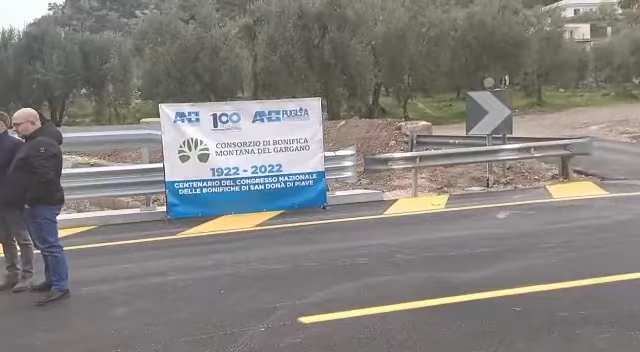 ANBI 100 ANBI PUGLIA
CONSORZIO DI BONIFICA
MONTANA DEL GARGANO
1922 - 2022
CENTENARIO DEL CONGRESSO NAZIONALE
DELLE BONIFICHE DI SAN DONÀ DI PIAVE